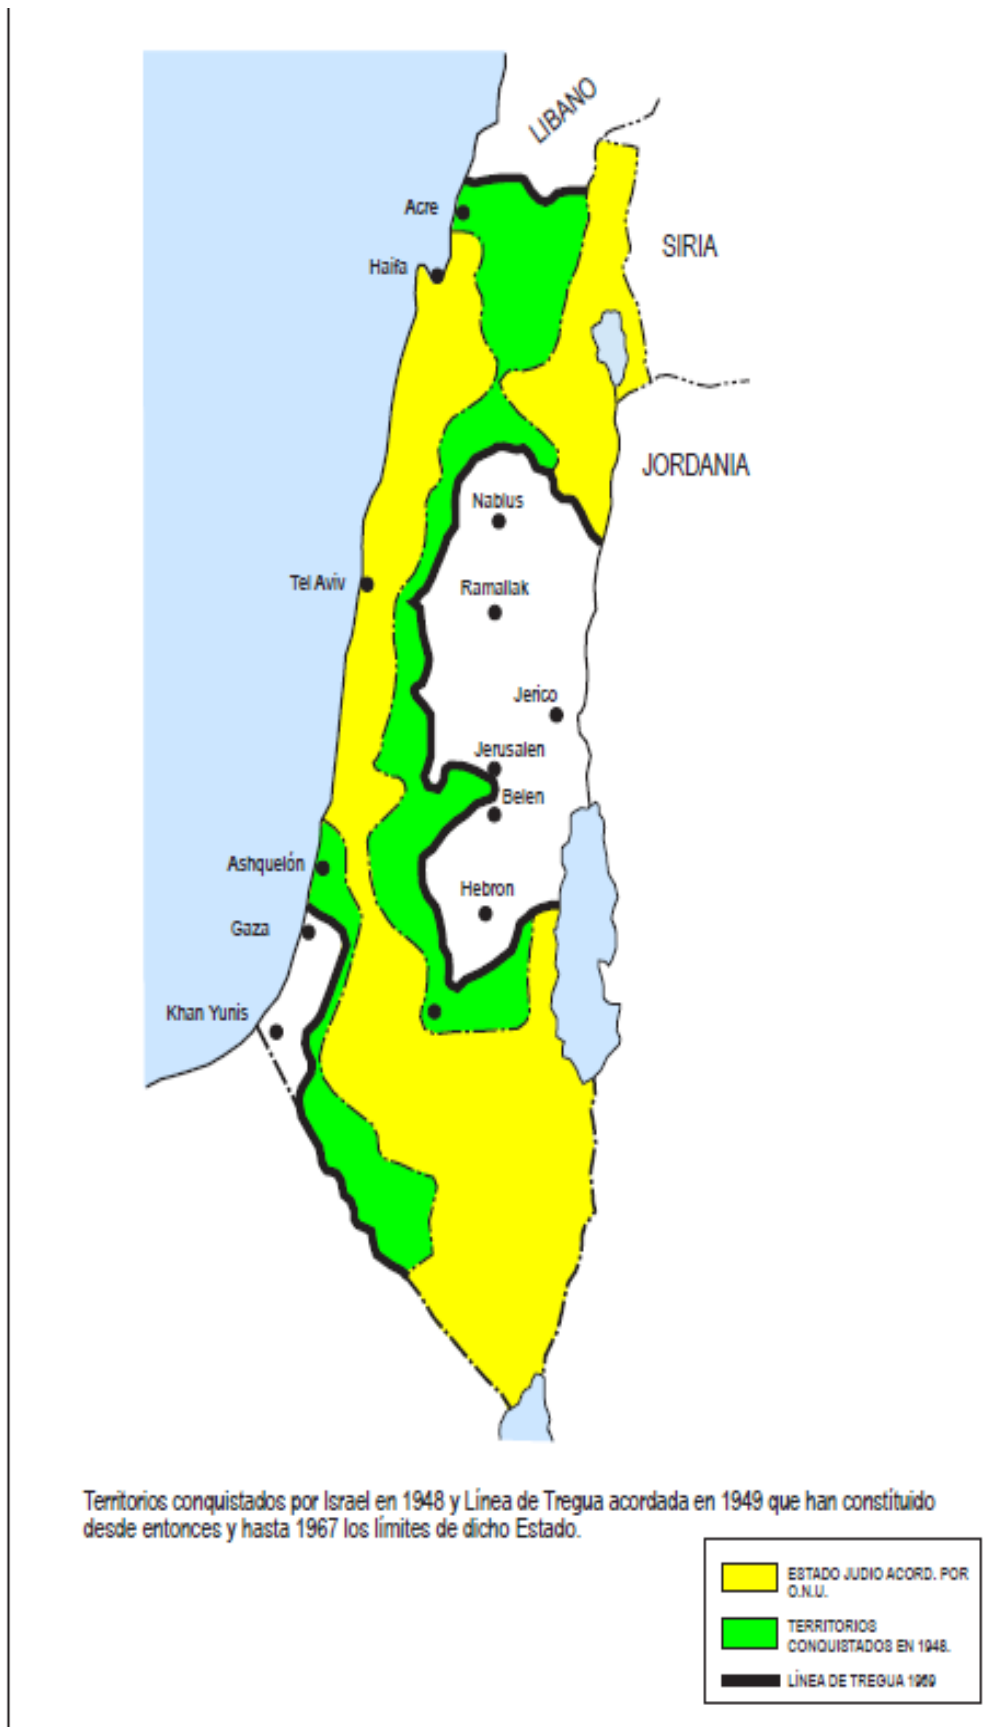 LIBANO
Acre
SIRIA
Haifa
JORDANIA
Nablus
Tel Aviv
Ramallak
Jerico
Jerusalen
Belen
Ashquelón
Hebron
Gaza
Khan Yunis
Territorios conquistados por Israel en 1948 y Línea de Tregua acordada en 1949 que han constítuido
desde entonces y hasta 1967 los límites de dicho Estado.
ESTADO JUDIO ACORD. POR
O.N.U.
TERRITORIOS
CONQUISTADOS EN 1948.
LÍNEA DE TREGUA